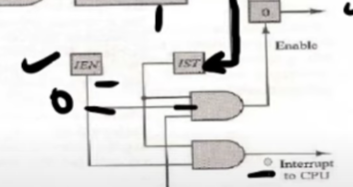 0
Enable
IEN
IST
0
Interrupt
to CPU